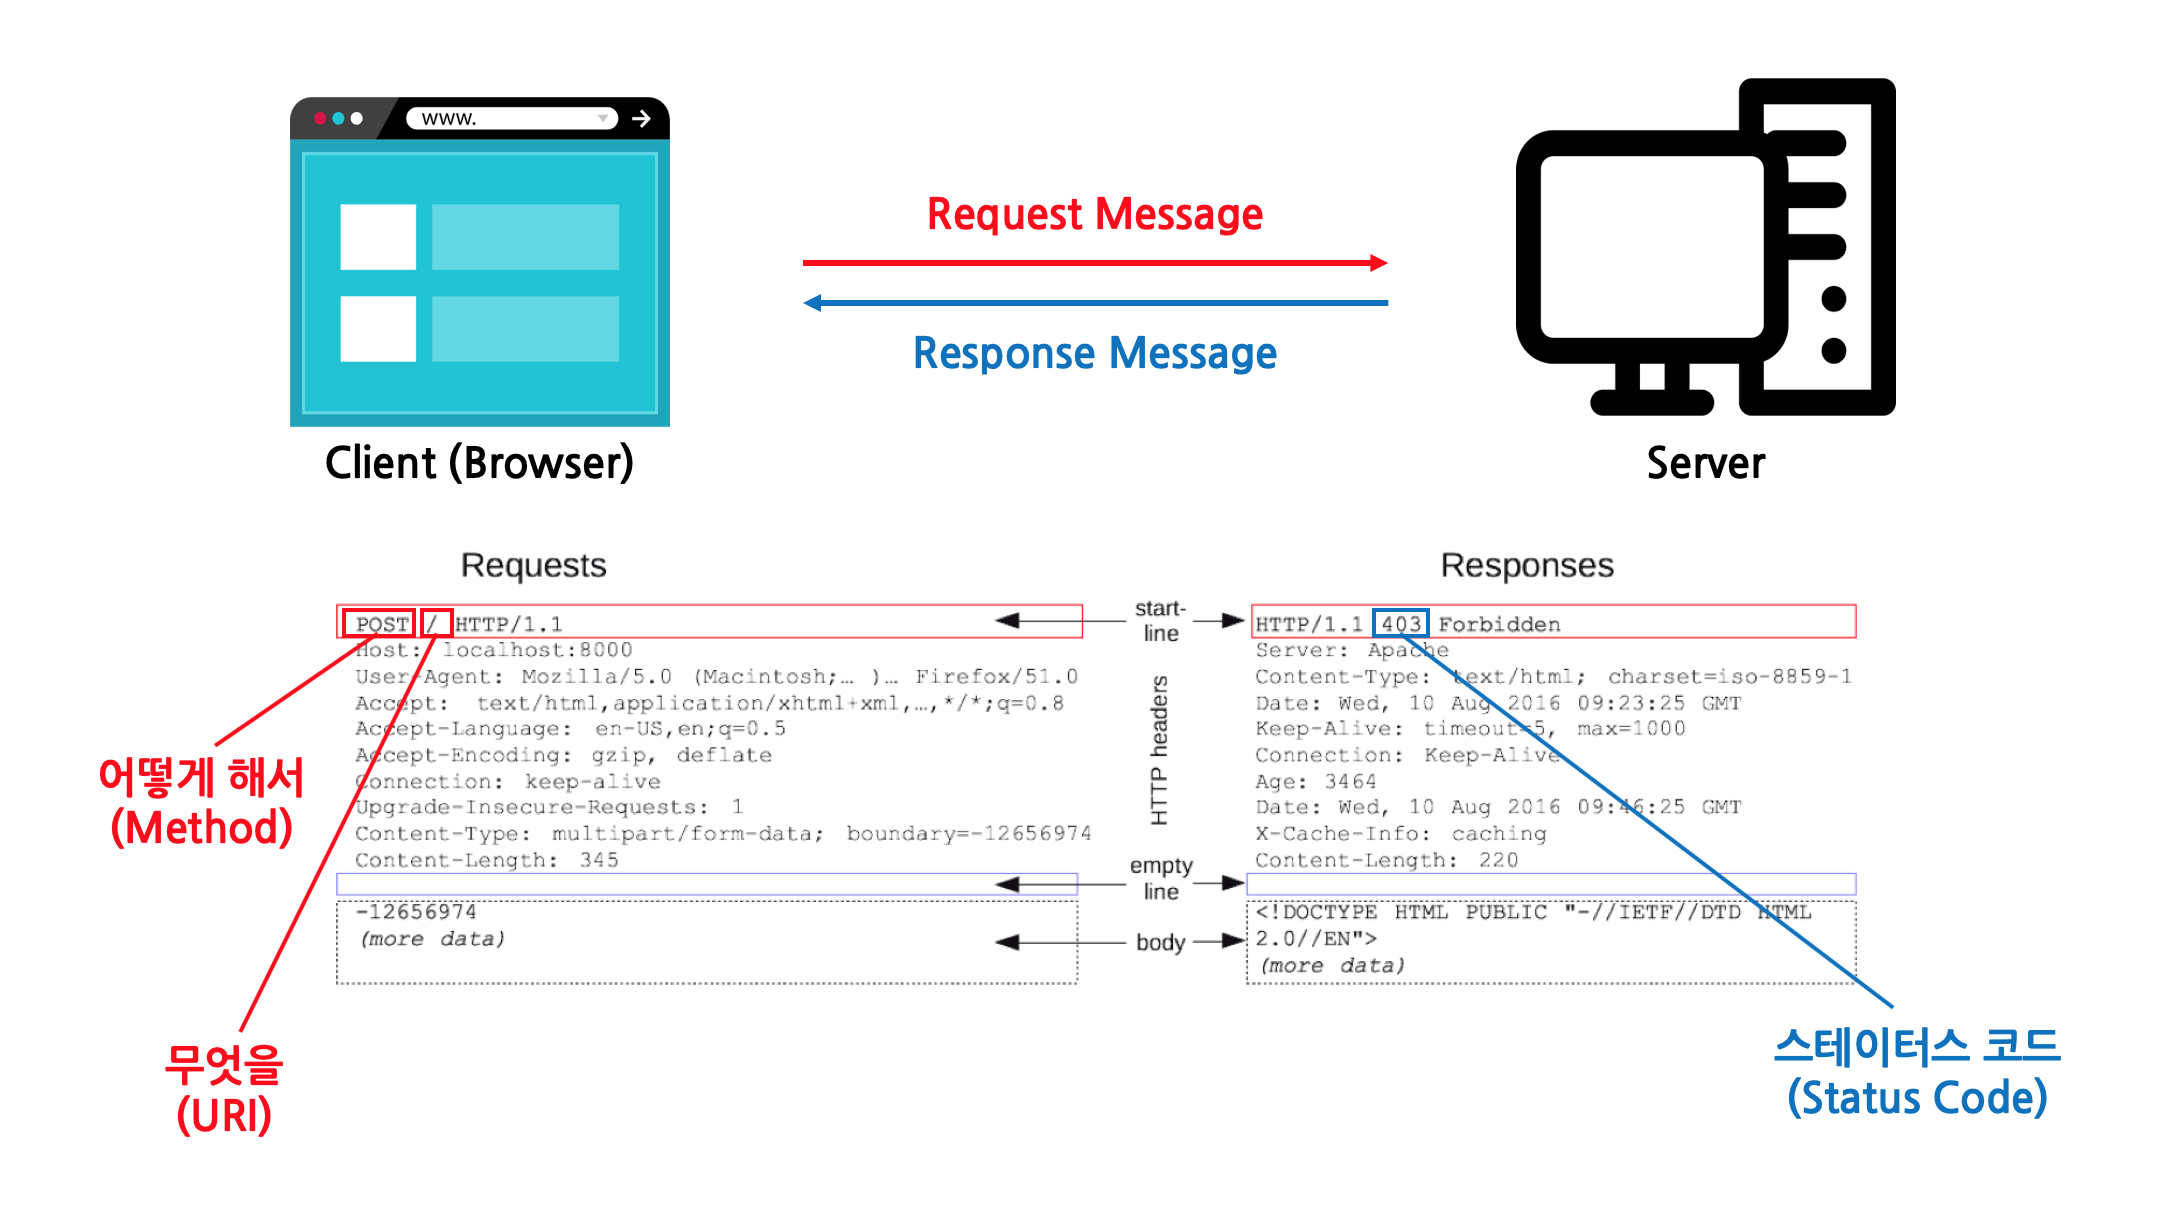 www.
Request Message
Response Message
Client (Browser)
Server
Requests
POST / HTTP/1.1
Host: localhost:8000
User-Agent: Mozilla/5.0 (Macintosh;… )… Firefox/51.0
Accept: text/html,application/xhtml+xml,…,*/*;q=0.8
Accept-Language: en-US,en;q=0.5
Accept-Encoding: gzip, deflate
Connection: keep-alive
Upgrade-Insecure-Requests: 1
Content-Type: multipart/form-data; boundary=-12656974
Content-Length: 345
-12656974
(more data)
start-
line
HTTP headers
empty
line
body
Responses
HTTP/1.1 403 Forbidden
Server: Apache
Content-Type: text/html; charset=iso-8859-1
Date: Wed, 10 Aug 2016 09:23:25 GMT
Keep-Alive: timeout=5, max=1000
Connection: Keep-Alive
Age: 3464
Date: Wed, 10 Aug 2016 09:46:25 GMT
X-Cache-Info: caching
Content-Length: 220
<!DOCTYPE HTML PUBLIC "-//IETF//DTD HTML
2.0//EN">
(more data)
어떻게 해서
(Method)
무엇을
(URI)
스테이터스 코드
(Status Code)